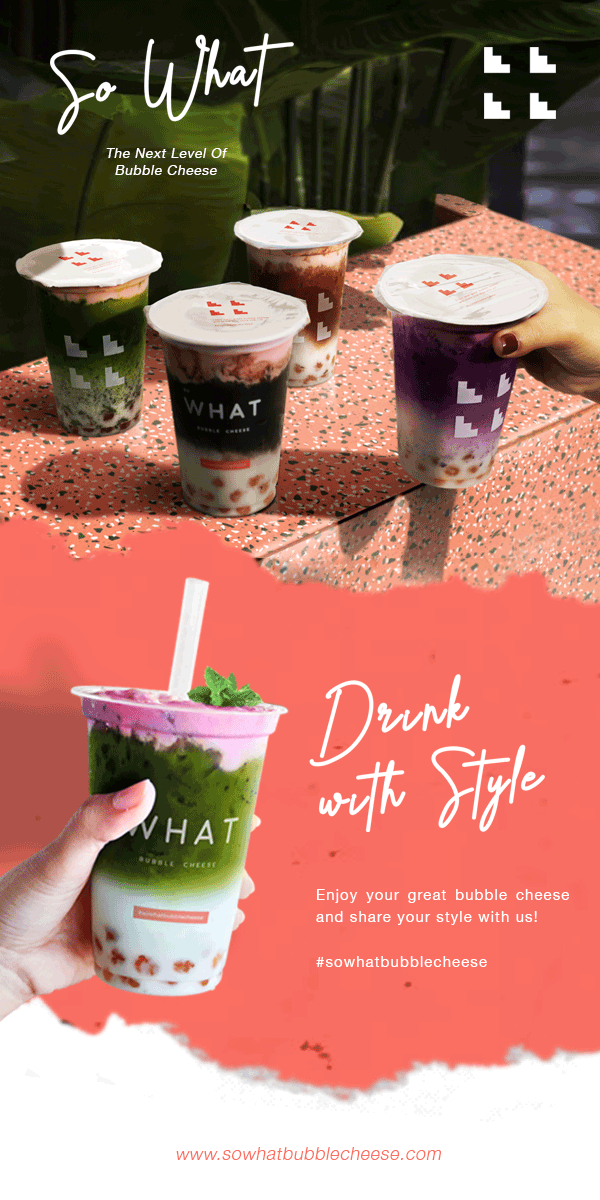 So What
The Next Level Of
Bubble Cheese
WHAT
BUBBLE CHEESE
Drink
with Style
WHAT
BUBBLE CHEESE
#sowhatbubblecheese
Enjoy your great bubble cheese
and share your style with us!
#sowhatbubblecheese
www.sowhatbubblecheese.com